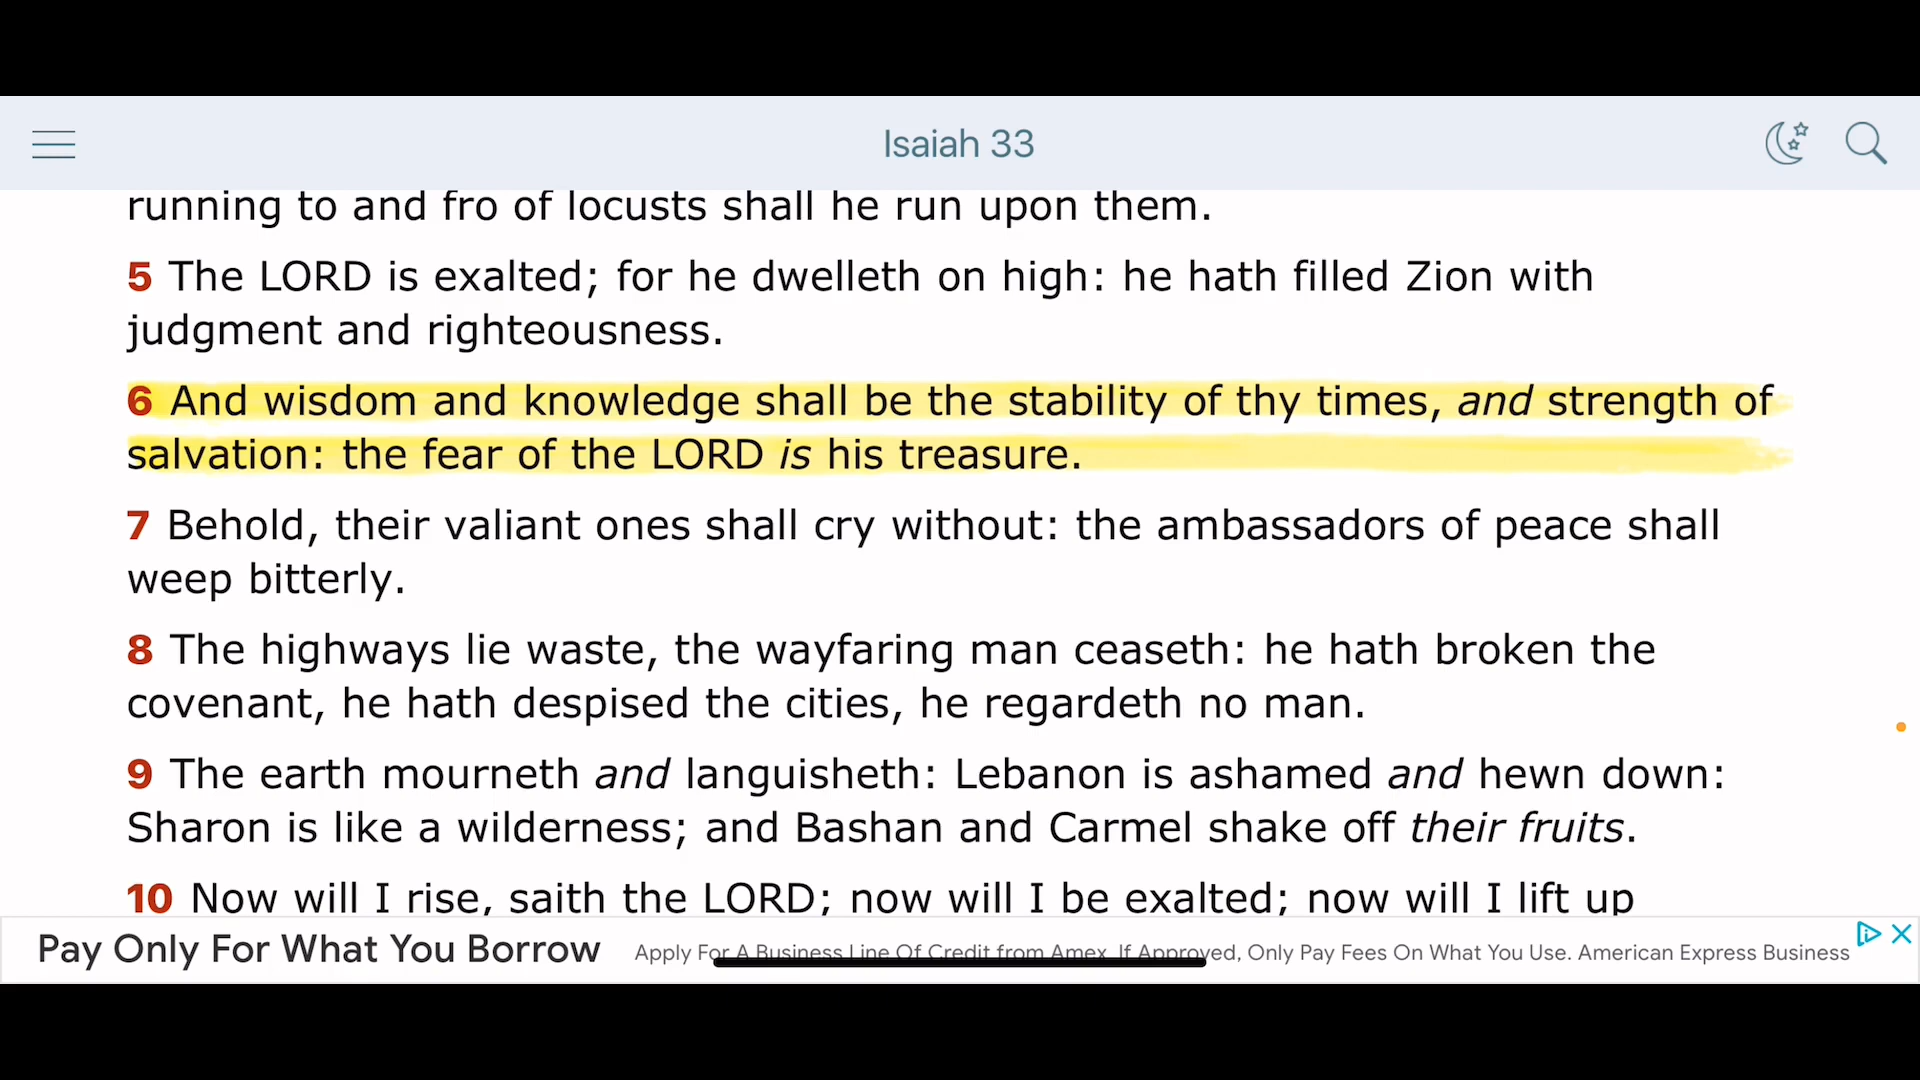 Isaiah 33
running to and fro of locusts shall he run upon them.
5 The LORD is exalted; for he dwelleth on high: he hath filled Zion with
judgment and righteousness.
6 And wisdom and knowledge shall be the stability of thy times, and strength of
salvation: the fear of the LORD is his treasure.
7 Behold, their valiant ones shall cry without: the ambassadors of peace shall
weep bitterly.
8 The highways lie waste, the wayfaring man ceaseth: he hath broken the
covenant, he hath despised the cities, he regardeth no man.
9 The earth mourneth and languisheth: Lebanon is ashamed and hewn down:
Sharon is like a wilderness; and Bashan and Carmel shake off their fruits.
10 Now will I rise, saith the LORD; now will I be exalted; now will I lift up
Pay Only For What You Borrow
Apply For A Business Line Of Credit from Amex. If Approved, Only Pay Fees On What You Use. American Express Business